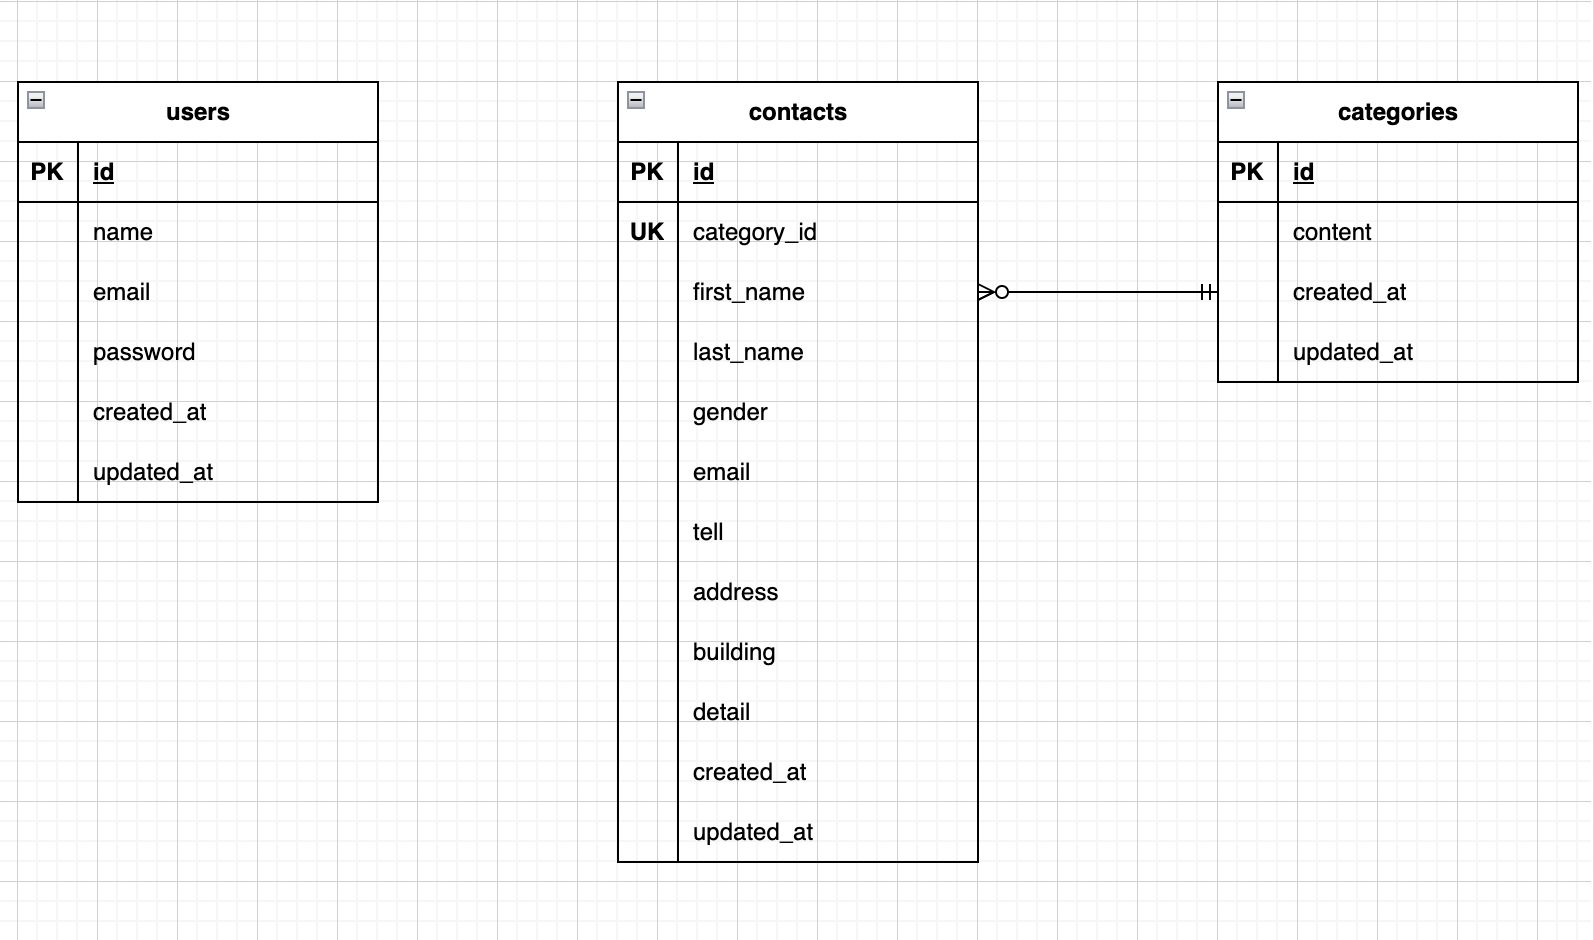 users
PK id
name
email
password
created_at
updated_at
contacts
PK id
UK category_id
first_name
last_name
gender
email
tell
address
building
detail
created_at
updated_at
categories
PK id
content
created_at
updated_at